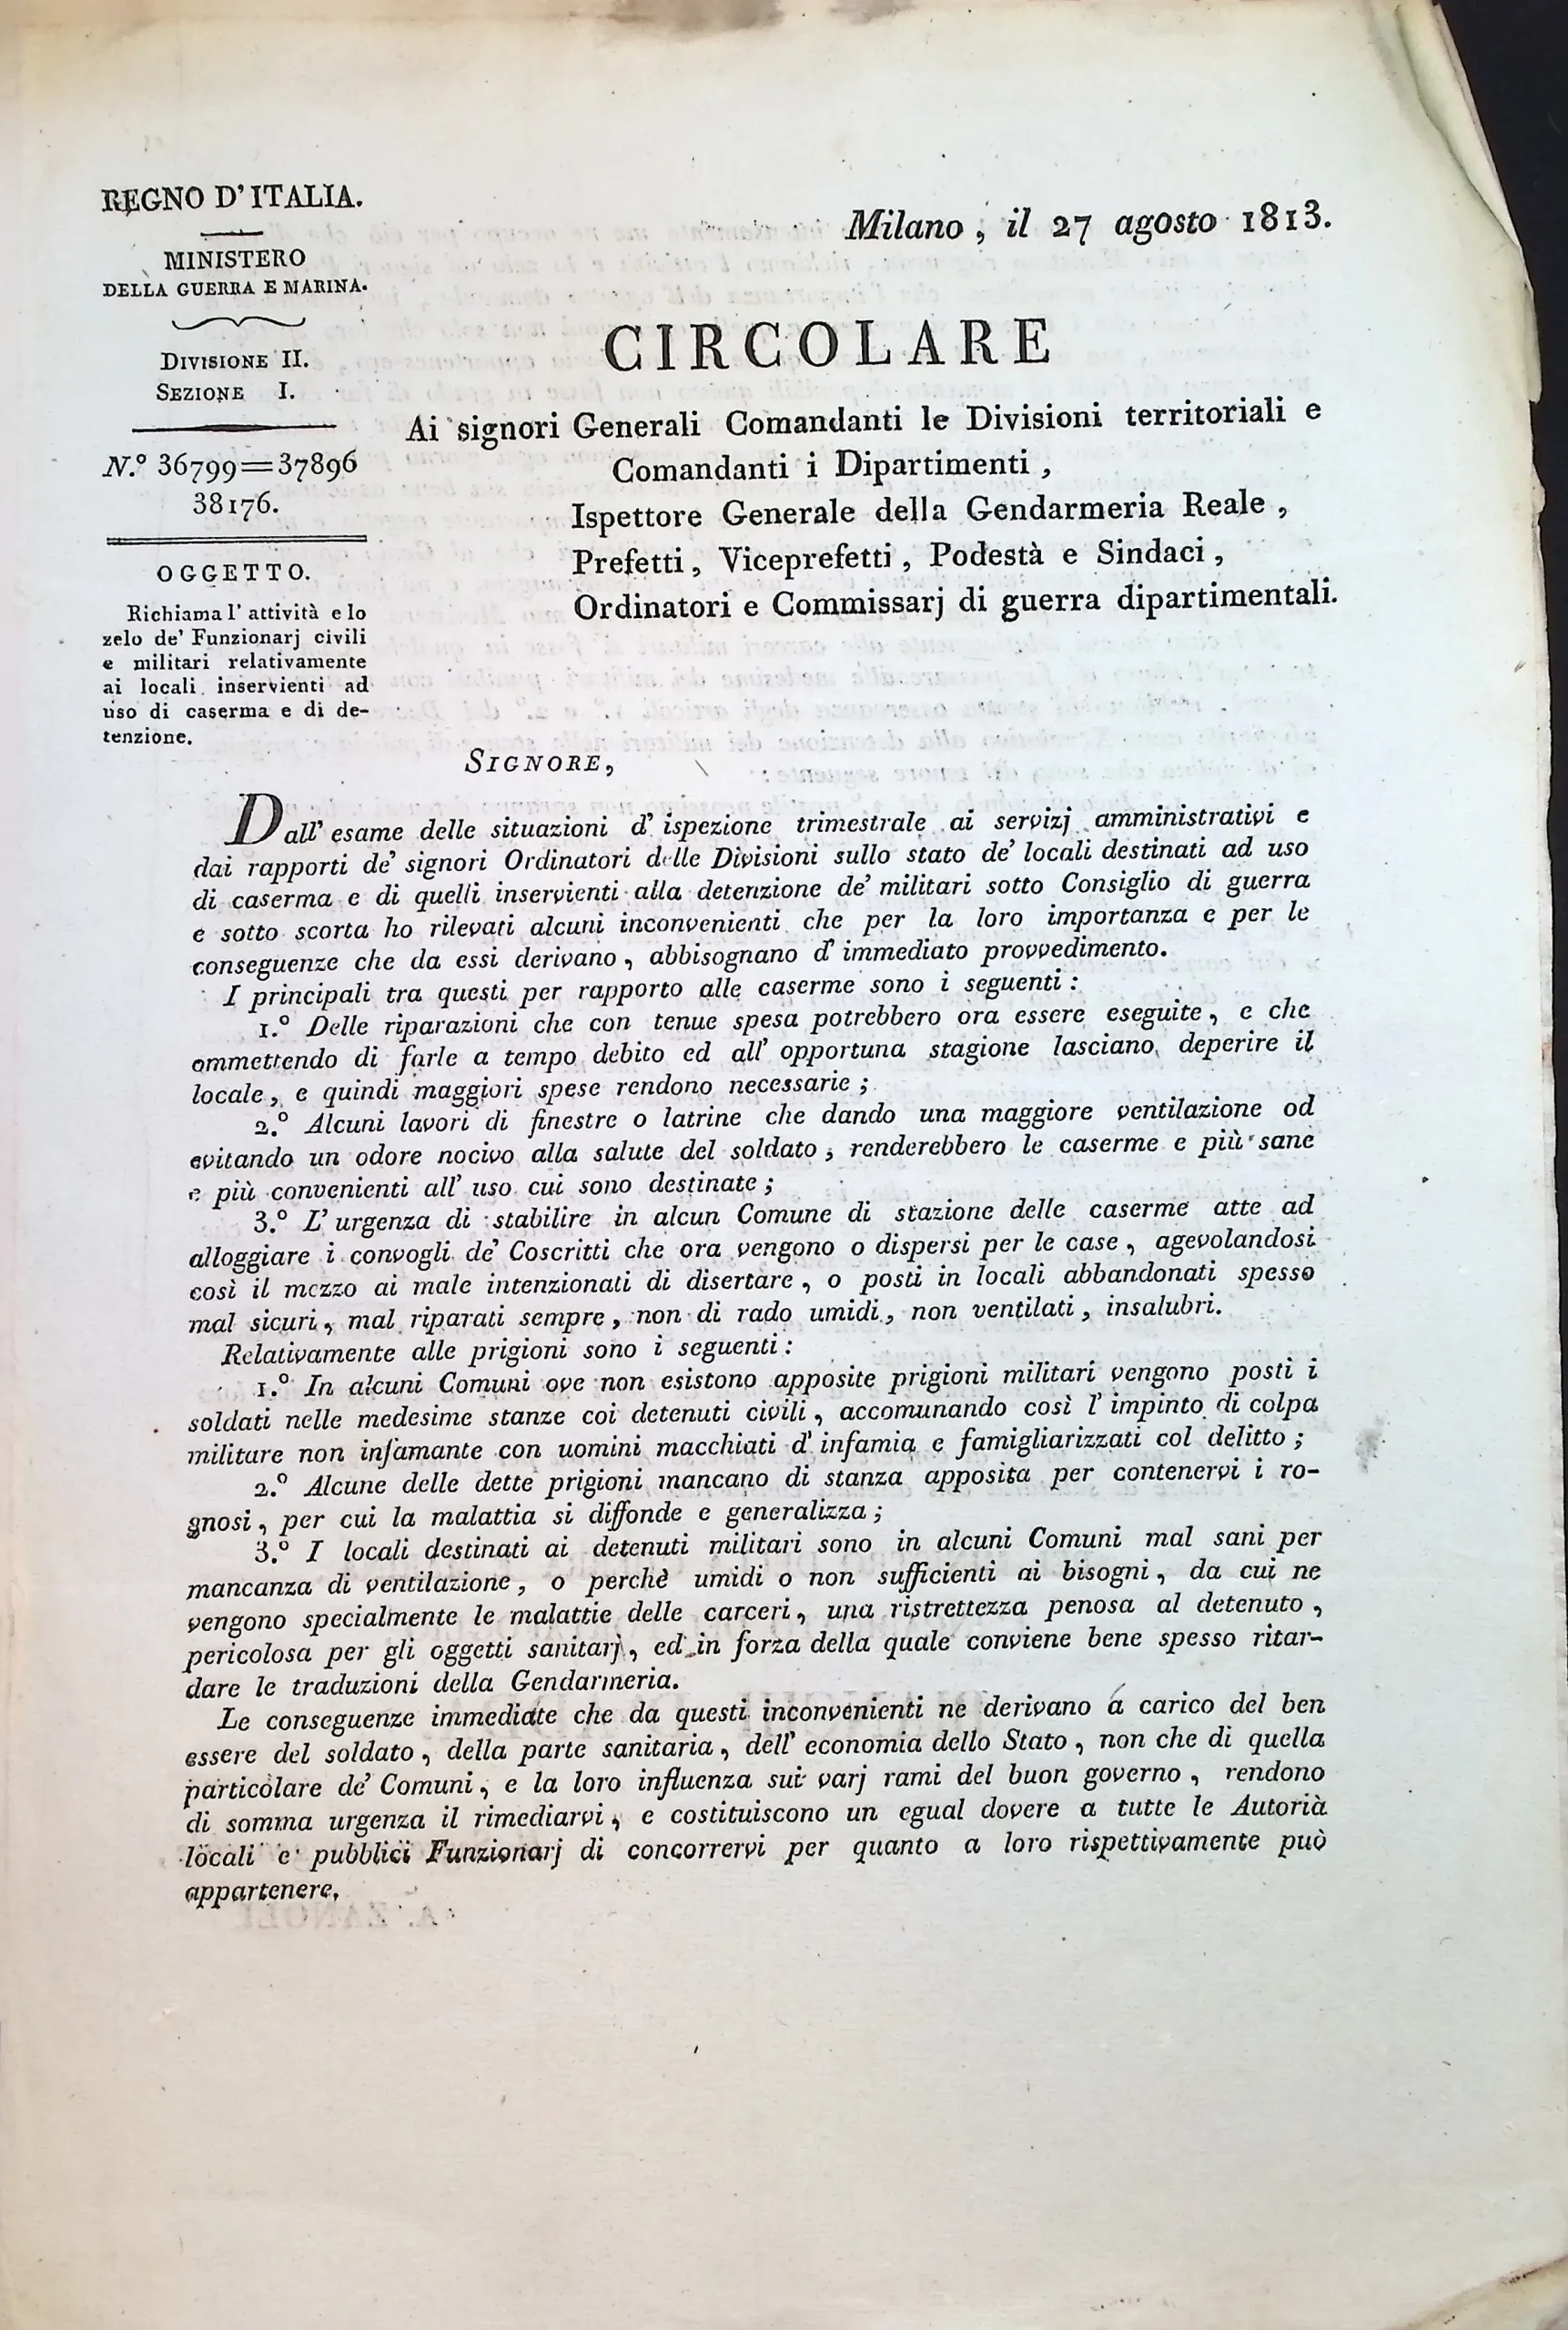 REGNO D'ITALIA.
MINISTERO
DELLA GUERRA E MARINA.
DIVISIONE II.
SEZIONE I.
N.º 36799=37896
38176.
OGGETTO.
Richiama l' attività e lo
zelo de' Funzionarj civili
e militari relativamente
ai locali inservienti ad
uso di caserma e di de-
tenzione.
Milano, il 27 agosto 1813.
CIRCOLARE
Ai signori Generali Comandanti le Divisioni territoriali e
Comandanti i Dipartimenti,
Ispettore Generale della Gendarmeria Reale,
Prefetti, Viceprefetti, Podestà e Sindaci,
Ordinatori e Commissarj di guerra dipartimentali.
SIGNORE,
Dall' esame delle situazioni d' ispezione trimestrale ai servizj amministrativi e
dai rapporti de' signori Ordinatori delle Divisioni sullo stato de' locali destinati ad uso
di caserma e di quelli inservienti alla detenzione de' militari sotto Consiglio di guerra
e sotto scorta ho rilevati alcuni inconvenienti che per la loro importanza e per le
conseguenze che da essi derivano, abbisognano d' immediato provvedimento.
I principali tra questi per rapporto alle caserme sono i seguenti:
1.º Delle riparazioni che con tenue spesa potrebbero ora essere eseguite, e che
ommettendo di farle a tempo debito ed all' opportuna stagione lasciano deperire il
locale, e quindi maggiori spese rendono necessarie;
2.º Alcuni lavori di finestre o latrine che dando una maggiore ventilazione od
evitando un odore nocivo alla salute del soldato, renderebbero le caserme e più sane
e più convenienti all' uso cui sono destinate;
3.º L' urgenza di stabilire in alcun Comune di stazione delle caserme atte ad
alloggiare i convogli de' Coscritti che ora vengono o dispersi per le case, agevolandosi
così il mezzo ai male intenzionati di disertare, o posti in locali abbandonati spesso
mal sicuri, mal riparati sempre, non di rado umidi, non ventilati, insalubri.
Relativamente alle prigioni sono i seguenti:
1.º In alcuni Comuni ove non esistono apposite prigioni militari vengono posti i
soldati nelle medesime stanze coi detenuti civili, accomunando così l' impinto di colpa
militare non infamante con uomini macchiati d' infamia e famigliarizzati col delitto;
2.º Alcune delle dette prigioni mancano di stanza apposita per contenervi i ro-
gnosi, per cui la malattia si diffonde e generalizza;
3.º I locali destinati ai detenuti militari sono in alcuni Comuni mal sani per
mancanza di ventilazione, o perchè umidi o non sufficienti ai bisogni, da cui ne
vengono specialmente le malattie delle carceri, una ristrettezza penosa al detenuto,
pericolosa per gli oggetti sanitarj, ed in forza della quale conviene bene spesso ritar-
dare le traduzioni della Gendarmeria.
Le conseguenze immediate che da questi inconvenienti ne derivano a carico del ben
essere del soldato, della parte sanitaria, dell' economia dello Stato, non che di quella
particolare de' Comuni, e la loro influenza sui varj rami del buon governo, rendono
di somma urgenza il rimediarvi, e costituiscono un egual dovere a tutte le Autorià
locali e pubblici Funzionarj di concorrervi per quanto a loro rispettivamente può
appartenere.